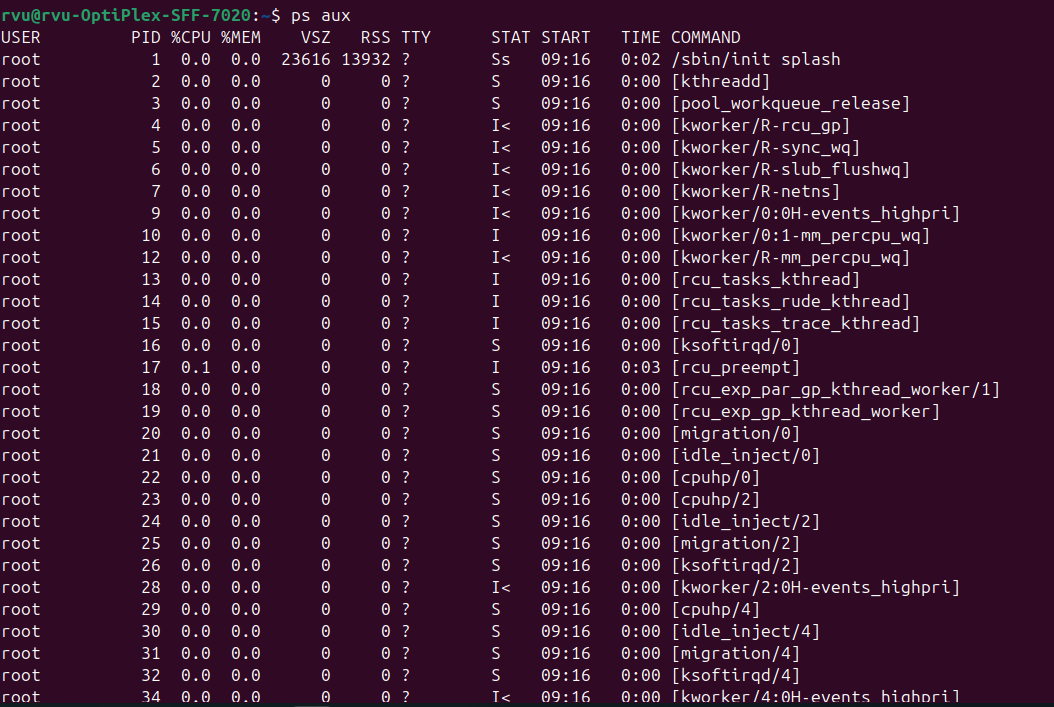 rvu@rvu-OptiPlex-SFF-7020:~$ ps aux
USER         PID %CPU %MEM    VSZ   RSS TTY      STAT START   TIME COMMAND
root           1  0.0  0.0  23616 13932 ?        Ss   09:16   0:02 /sbin/init splash
root           2  0.0  0.0      0     0 ?        S    09:16   0:00 [kthreadd]
root           3  0.0  0.0      0     0 ?        S    09:16   0:00 [pool_workqueue_release]
root           4  0.0  0.0      0     0 ?        I<   09:16   0:00 [kworker/R-rcu_gp]
root           5  0.0  0.0      0     0 ?        I<   09:16   0:00 [kworker/R-sync_wq]
root           6  0.0  0.0      0     0 ?        I<   09:16   0:00 [kworker/R-slub_flushwq]
root           7  0.0  0.0      0     0 ?        I<   09:16   0:00 [kworker/R-netns]
root           9  0.0  0.0      0     0 ?        I<   09:16   0:00 [kworker/0:0H-events_highpri]
root          10  0.0  0.0      0     0 ?        I    09:16   0:00 [kworker/0:1-mm_percpu_wq]
root          12  0.0  0.0      0     0 ?        I<   09:16   0:00 [kworker/R-mm_percpu_wq]
root          13  0.0  0.0      0     0 ?        I    09:16   0:00 [rcu_tasks_kthread]
root          14  0.0  0.0      0     0 ?        I    09:16   0:00 [rcu_tasks_rude_kthread]
root          15  0.0  0.0      0     0 ?        I    09:16   0:00 [rcu_tasks_trace_kthread]
root          16  0.0  0.0      0     0 ?        S    09:16   0:00 [ksoftirqd/0]
root          17  0.1  0.0      0     0 ?        I    09:16   0:03 [rcu_preempt]
root          18  0.0  0.0      0     0 ?        S    09:16   0:00 [rcu_exp_par_gp_kthread_worker/1]
root          19  0.0  0.0      0     0 ?        S    09:16   0:00 [rcu_exp_gp_kthread_worker]
root          20  0.0  0.0      0     0 ?        S    09:16   0:00 [migration/0]
root          21  0.0  0.0      0     0 ?        S    09:16   0:00 [idle_inject/0]
root          22  0.0  0.0      0     0 ?        S    09:16   0:00 [cpuhp/0]
root          23  0.0  0.0      0     0 ?        S    09:16   0:00 [cpuhp/2]
root          24  0.0  0.0      0     0 ?        S    09:16   0:00 [idle_inject/2]
root          25  0.0  0.0      0     0 ?        S    09:16   0:00 [migration/2]
root          26  0.0  0.0      0     0 ?        S    09:16   0:00 [ksoftirqd/2]
root          28  0.0  0.0      0     0 ?        I<   09:16   0:00 [kworker/2:0H-events_highpri]
root          29  0.0  0.0      0     0 ?        S    09:16   0:00 [cpuhp/4]
root          30  0.0  0.0      0     0 ?        S    09:16   0:00 [idle_inject/4]
root          31  0.0  0.0      0     0 ?        S    09:16   0:00 [migration/4]
root          32  0.0  0.0      0     0 ?        S    09:16   0:00 [ksoftirqd/4]
root          34  0.0  0.0      0     0 ?        I<   09:16   0:00 [kworker/4:0H-events_highpri]